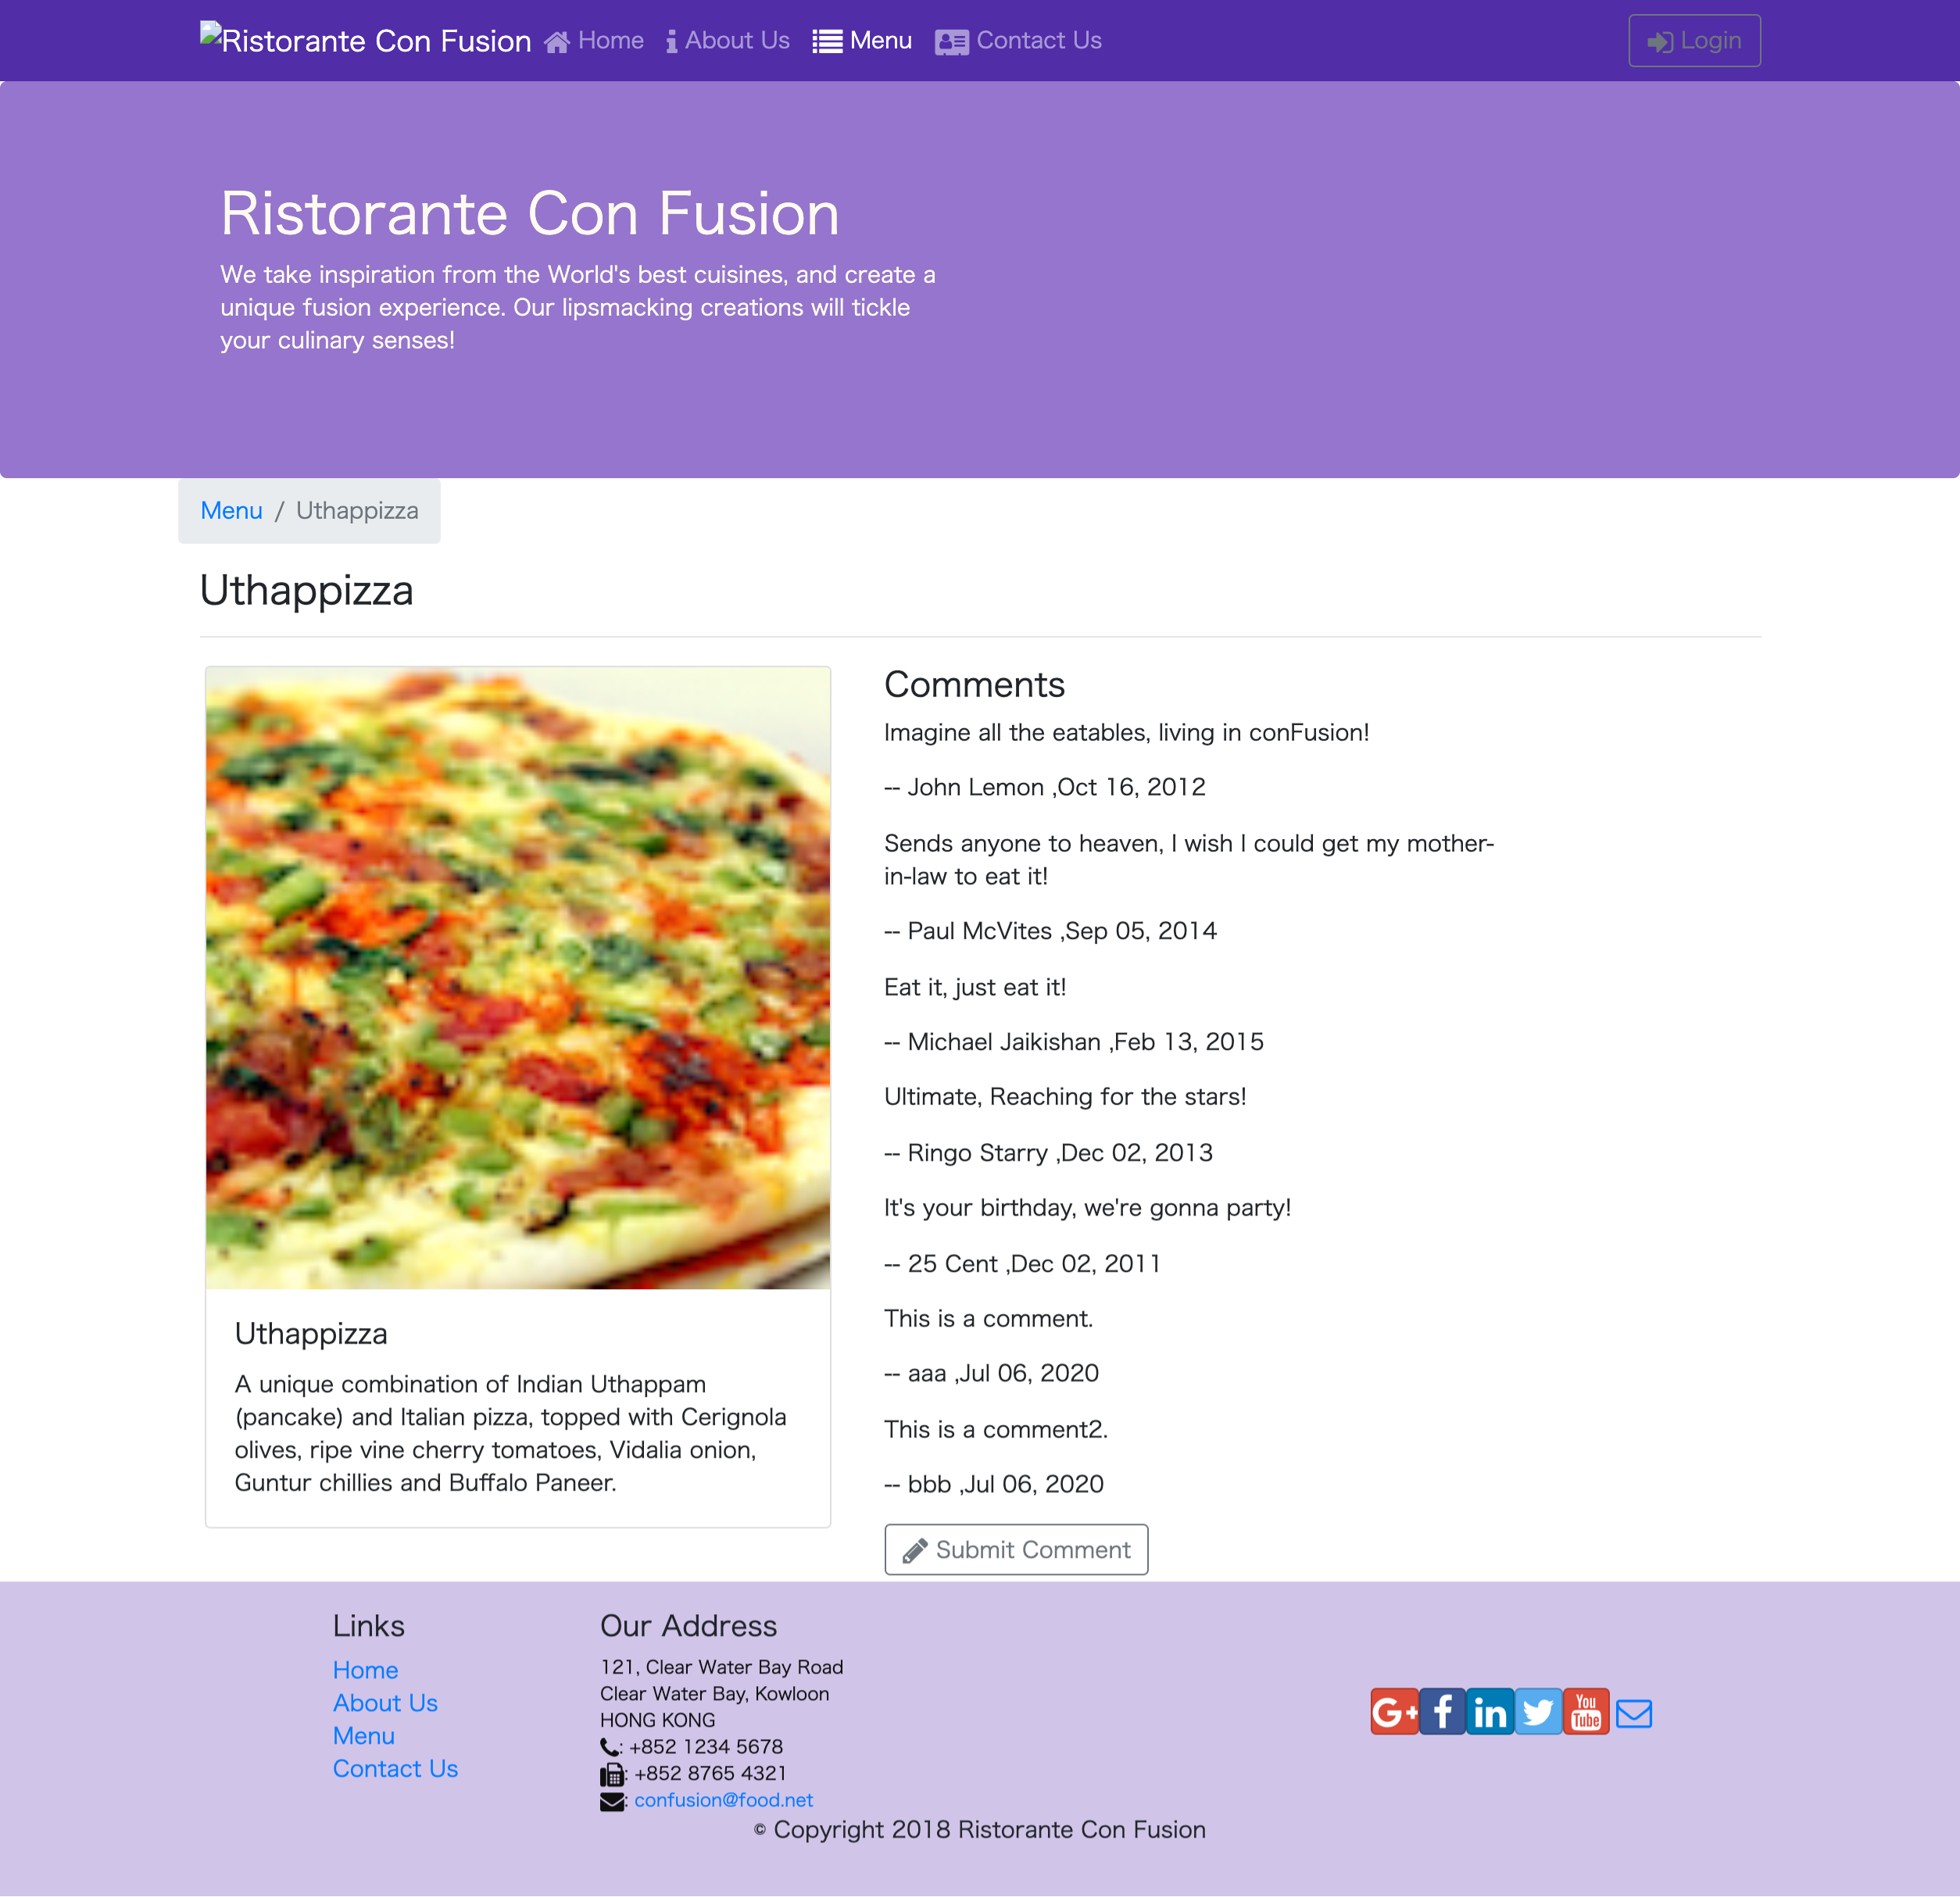 Ristorante Con Fusion Home About Us Menu Contact Us Login
Ristorante Con Fusion
We take inspiration from the World's best cuisines, and create a
unique fusion experience. Our lipsmacking creations will tickle
your culinary senses!
Menu / Uthappizza
Uthappizza
Uthappizza
A unique combination of Indian Uthappam
(pancake) and Italian pizza, topped with Cerignola
olives, ripe vine cherry tomatoes, Vidalia onion,
Guntur chillies and Buffalo Paneer.
Comments
Imagine all the eatables, living in conFusion!
-- John Lemon ,Oct 16, 2012
Sends anyone to heaven, I wish I could get my mother-
in-law to eat it!
-- Paul McVites ,Sep 05, 2014
Eat it, just eat it!
-- Michael Jaikishan ,Feb 13, 2015
Ultimate, Reaching for the stars!
-- Ringo Starry ,Dec 02, 2013
It's your birthday, we're gonna party!
-- 25 Cent ,Dec 02, 2011
This is a comment.
-- aaa ,Jul 06, 2020
This is a comment2.
-- bbb ,Jul 06, 2020
Submit Comment
Links
Home
About Us
Menu
Contact Us
Our Address
121, Clear Water Bay Road
Clear Water Bay, Kowloon
HONG KONG
: +852 1234 5678
: +852 8765 4321
: confusion@food.net
G+ f in You Tube
© Copyright 2018 Ristorante Con Fusion